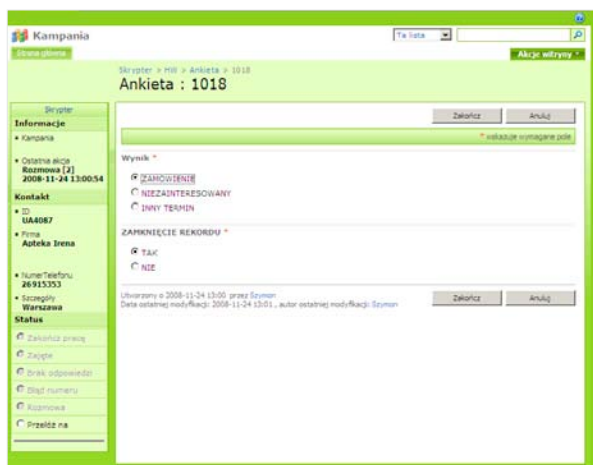 Kampania
Ta lista
Strona główna
Akcje witryny
Skrypter > HW > Ankieta > 1018
Ankieta : 1018
Skrypter
Informacje
Kampania
Ostatnia akcja
Rozmowa [2]
2008-11-24 13:00:54
Kontakt
ID
UA4087
Firma
Apteka Irena
NumerTelefonu
26915353
Szczegóły
Warszawa
Status
Zakończ pracę
Zajęte
Brak odpowiedzi
Błąd numeru
Rozmowa
Przełóż na
Zakończ Anuluj
* wskazuje wymagane pole
Wynik *
ZAMOWIENIE
NIEZAINTERESOWANY
INNY TERMIN
ZAMKNIĘCIE REKORDU *
TAK
NIE
Utworzony o 2008-11-24 13:00 przez Szymon
Data ostatniej modyfikacji: 2008-11-24 13:01 , autor ostatniej modyfikacji: Szymon
Zakończ Anuluj